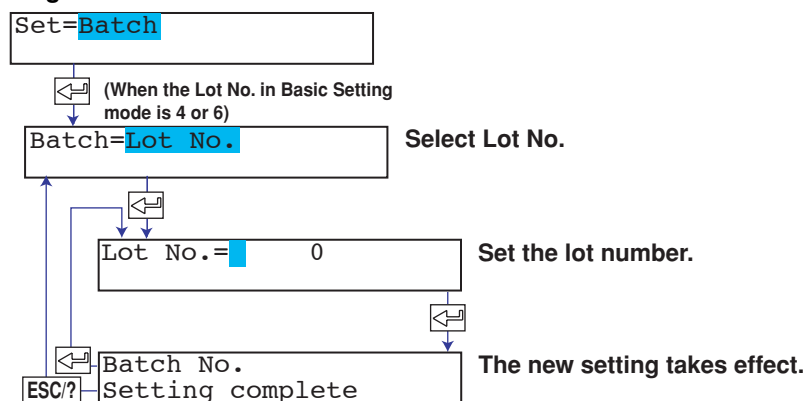 Set=Batch
(When the Lot No. in Basic Setting
mode is 4 or 6)
Batch=Lot No.
Select Lot No.
Lot No.= 0
Set the lot number.
Batch No.
The new setting takes effect.
ESC/?
Setting complete